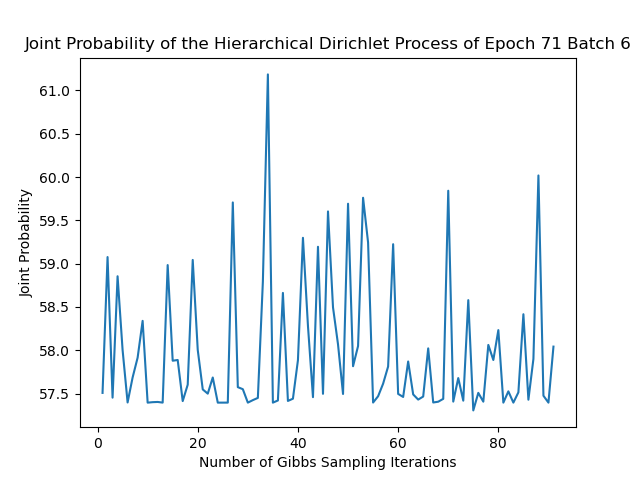 Joint Probability of the Hierarchical Dirichlet Process of Epoch 71 Batch 6
61.0
60.5
60.0
59.5
59.0
58.5
58.0
57.5
Joint Probability
0 20 40 60 80
Number of Gibbs Sampling Iterations